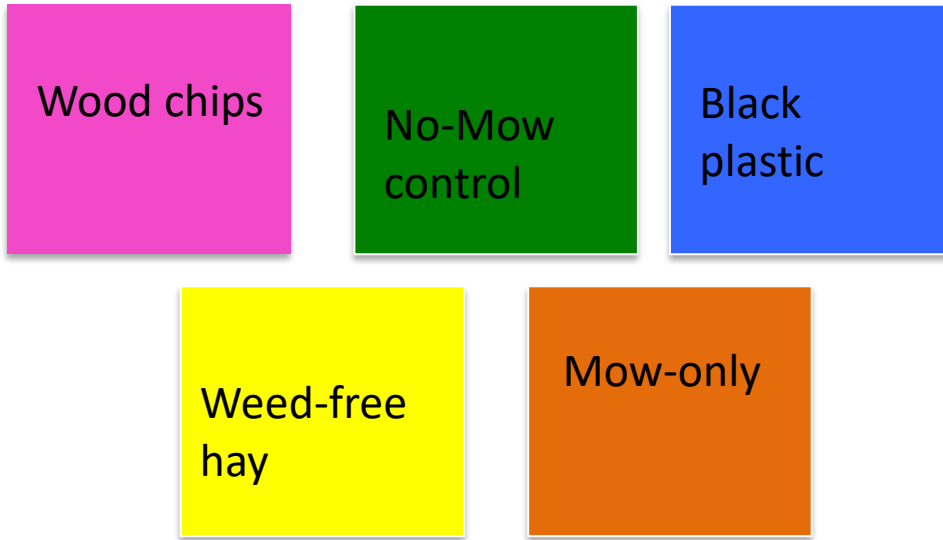 Wood chips
No-Mow
control
Black
plastic
Weed-free
hay
Mow-only